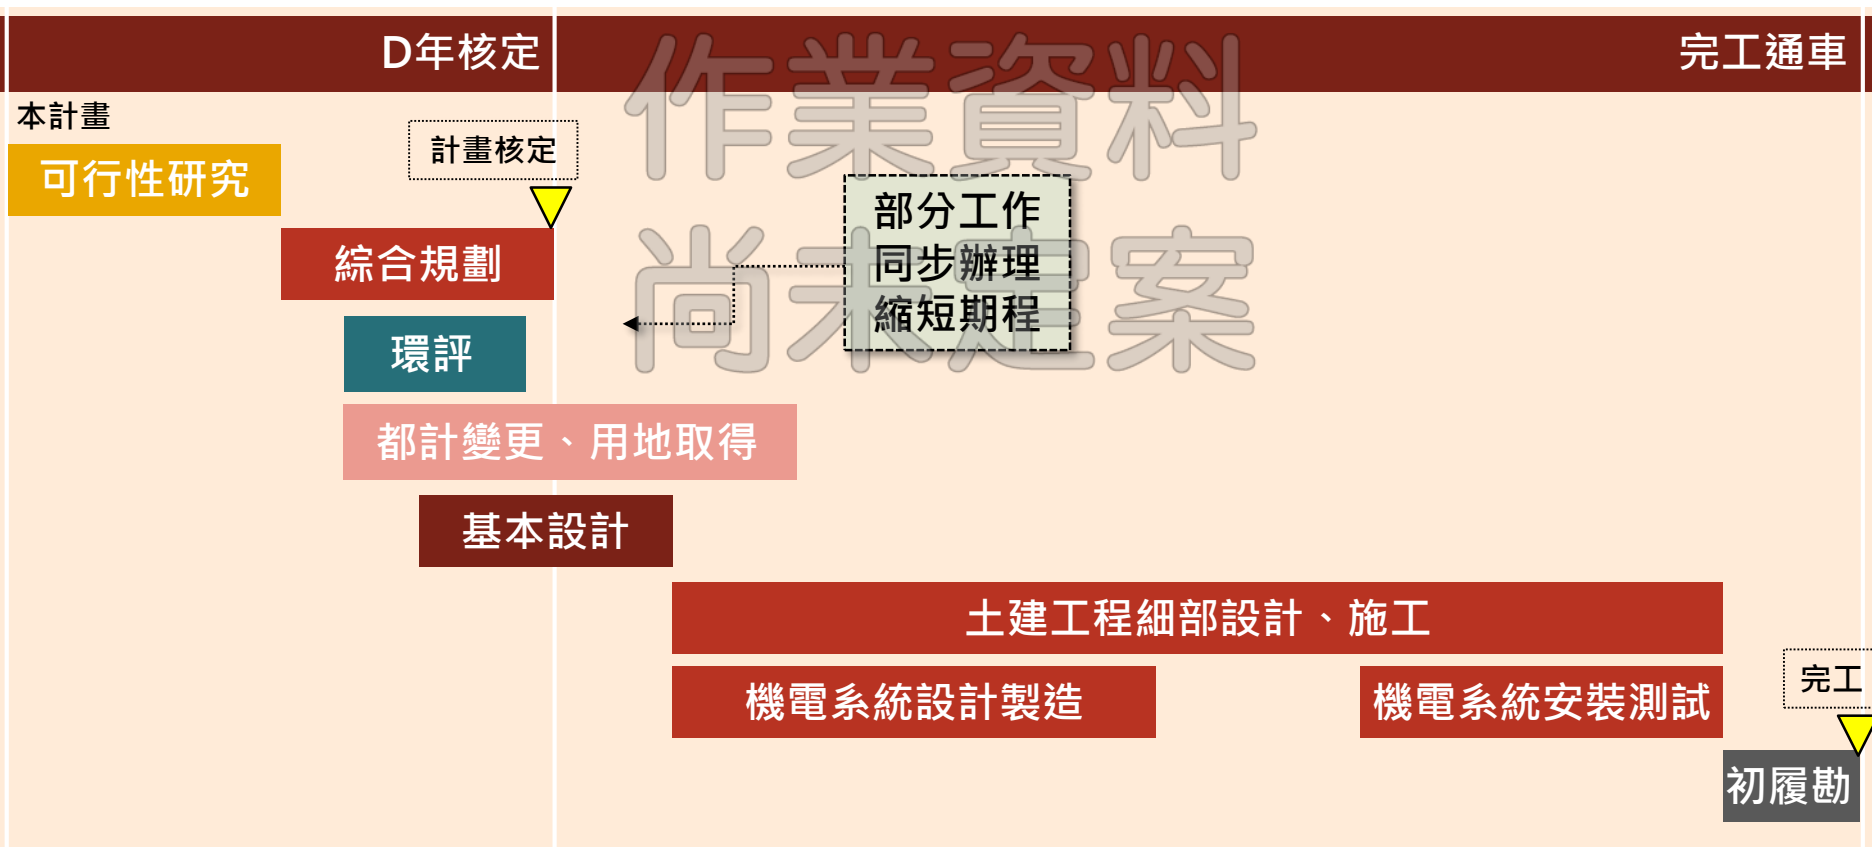 D年核定
完工通車
作業資料
尚未定案
本計畫
計畫核定
可行性研究
部分工作
同步辦理
縮短期程
綜合規劃
環評
都計變更、用地取得
基本設計
土建工程細部設計、施工
機電系統設計製造
機電系統安裝測試
完工
初履勘